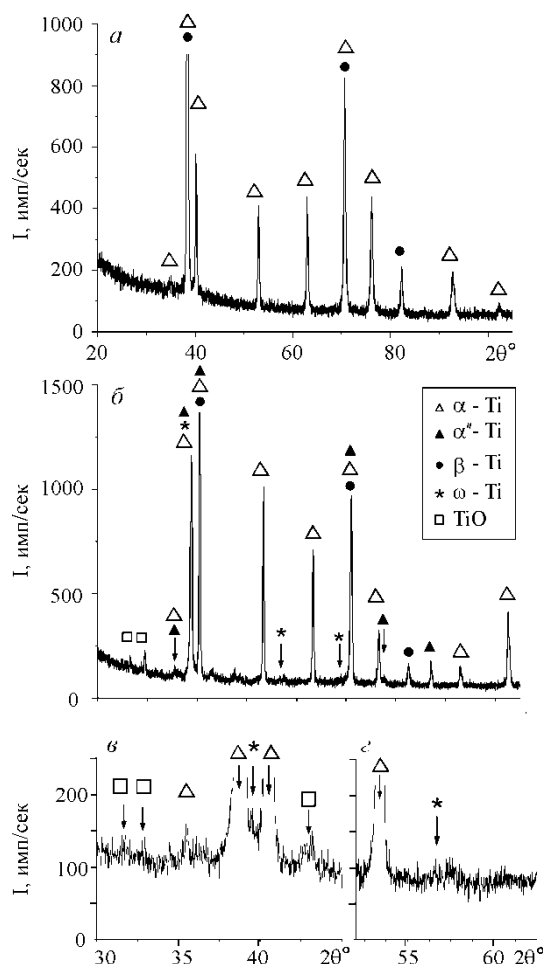 а
I, имп/сек
1000
800
600
400
200
0
20 40 60 80 2θ°
б
I, имп/сек
1500
1000
500
0
α - Ti
α" - Ti
β - Ti
ω - Ti
TiO
в
I, имп/сек
200
100
0
30 35 40 2θ°
г
55 60 2θ°